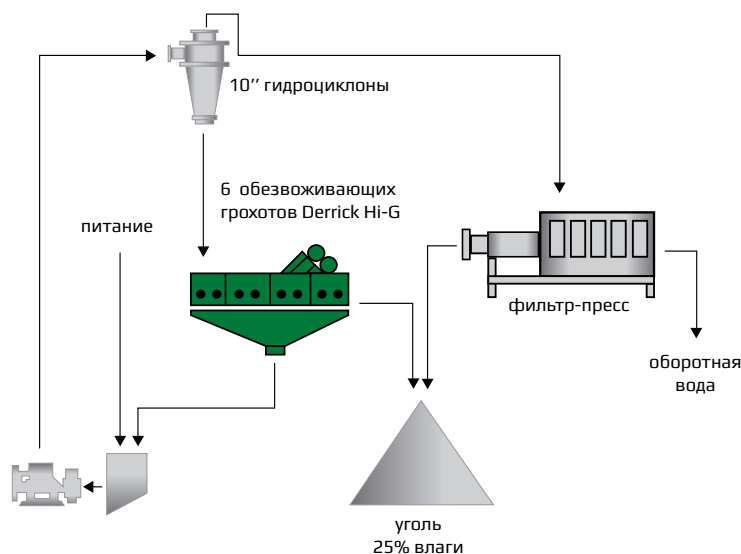 10'' гидроциклоны
6 обезвоживающих
грохотов Derrick Hi-G
питание
фильтр-пресс
оборотная
вода
уголь
25% влаги